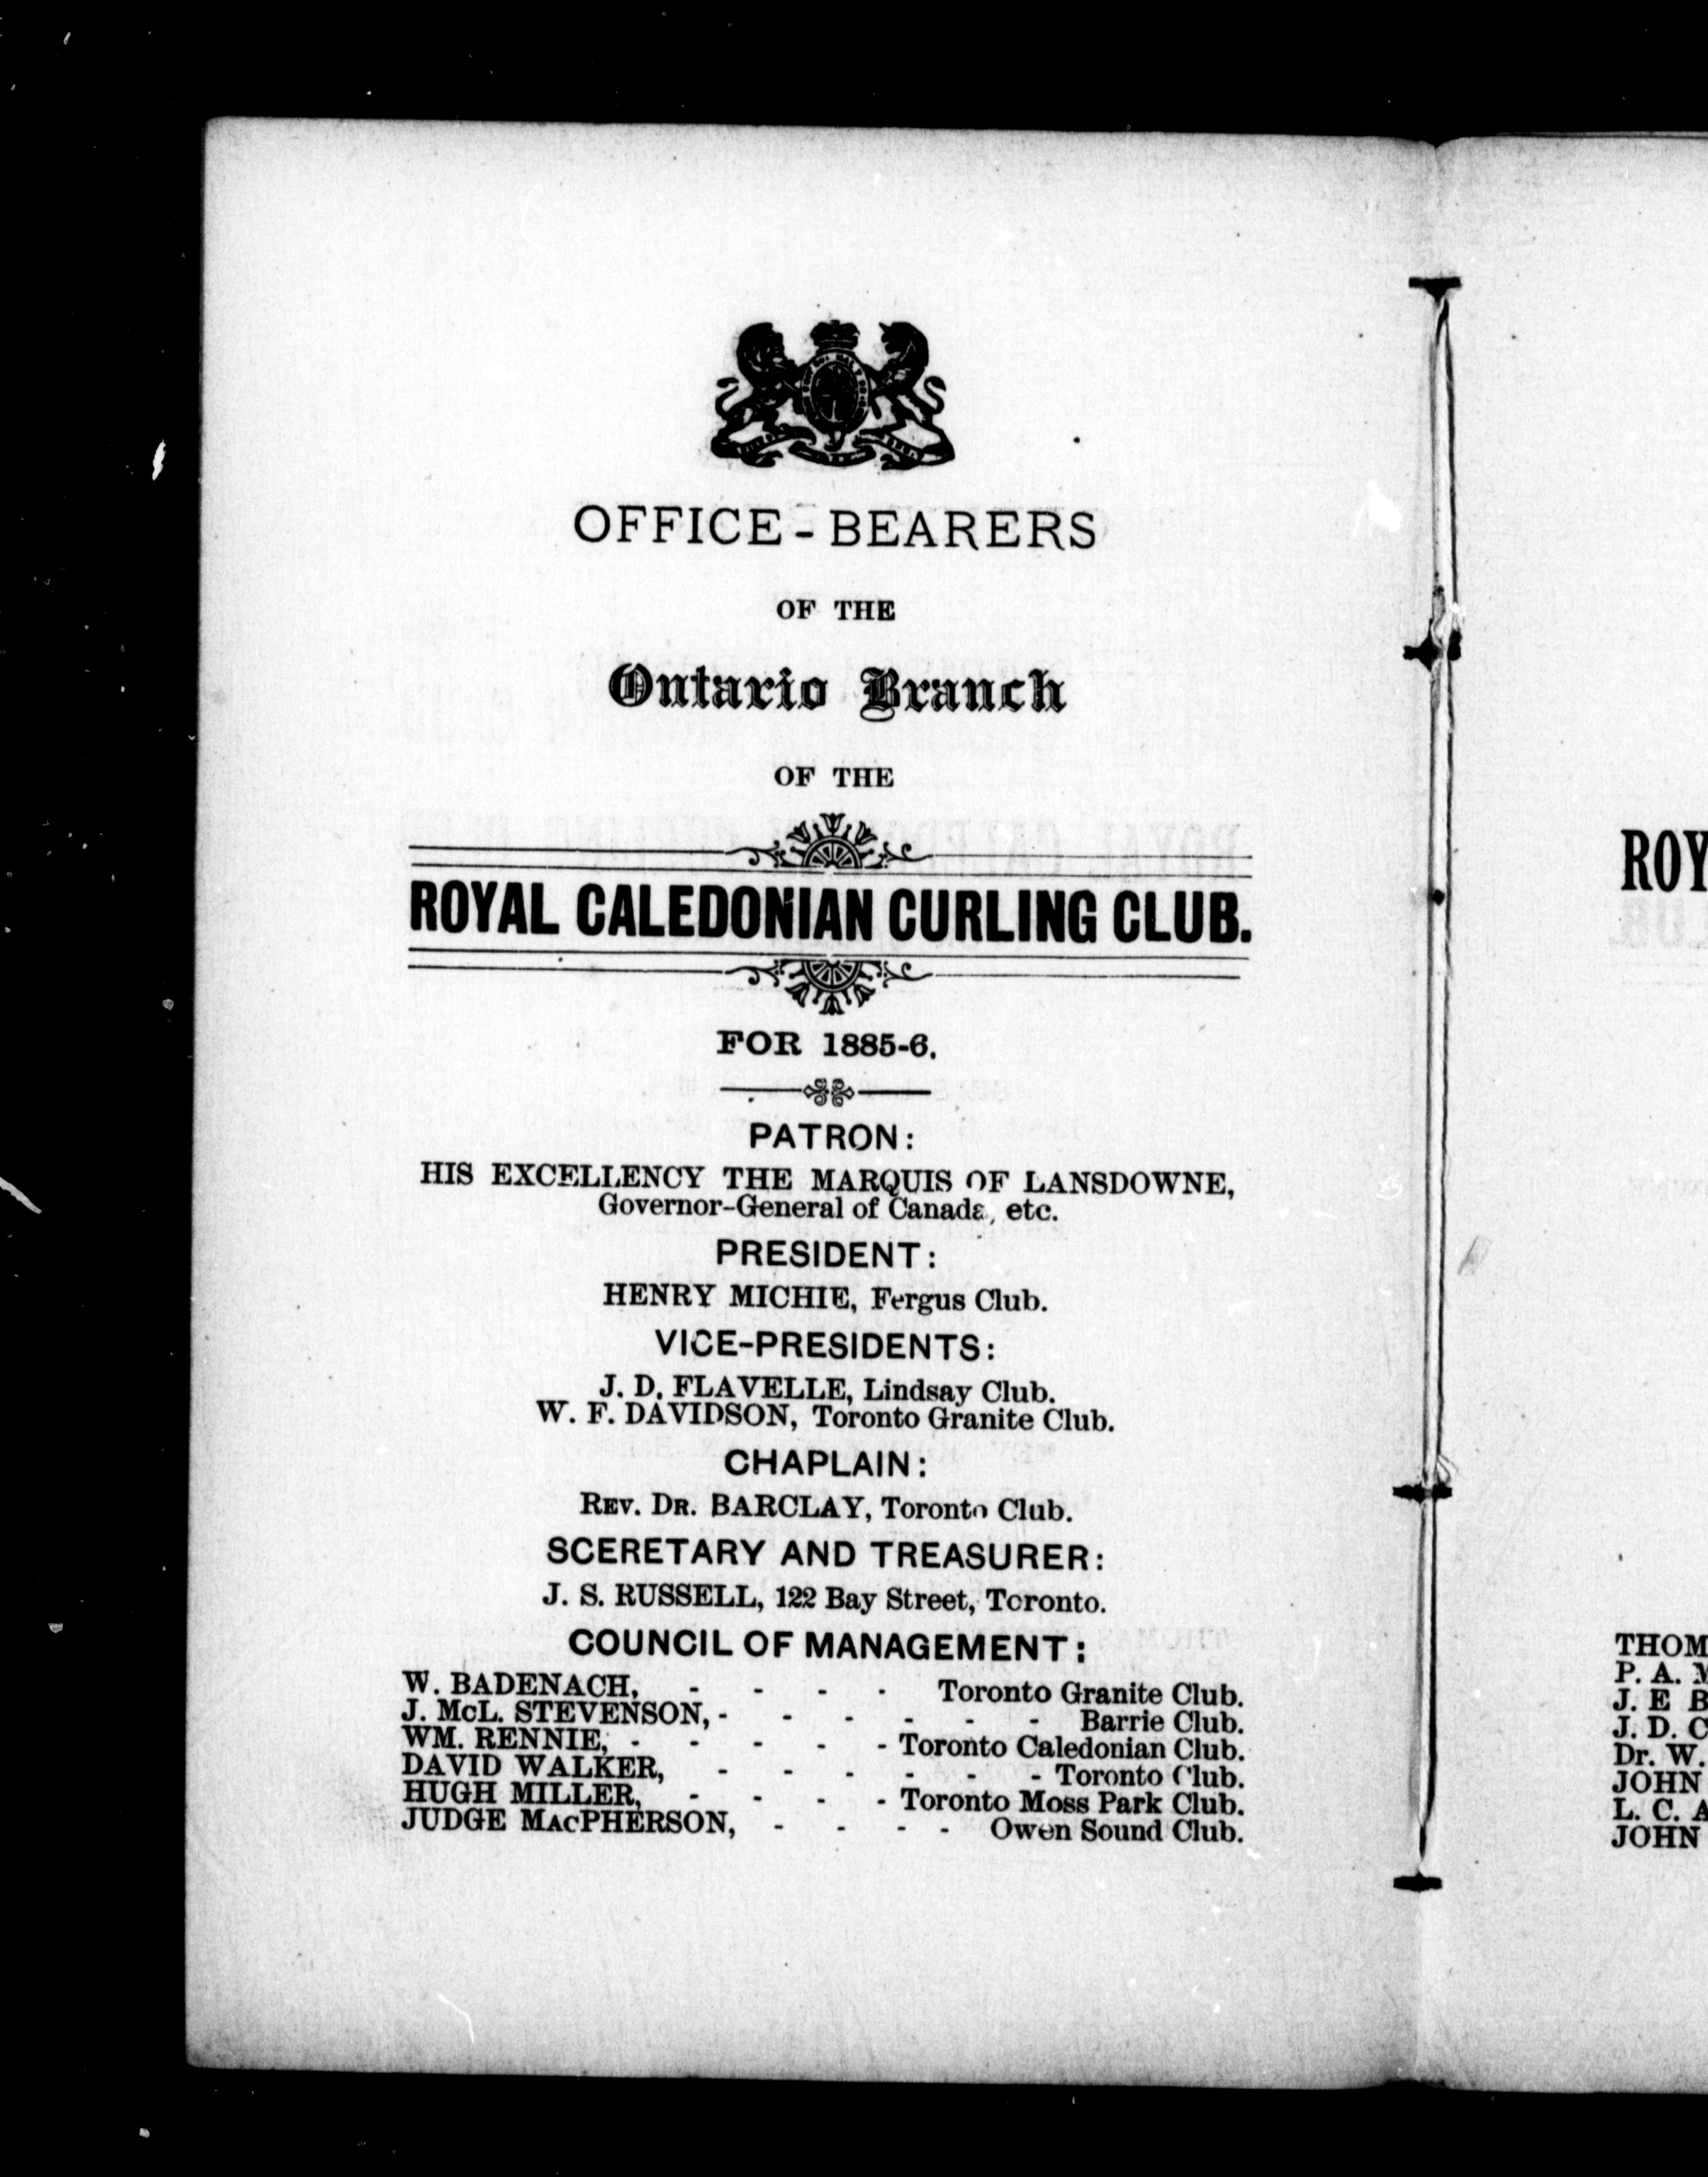 OFFICE-BEARERS
OF THE
Ontario Branch
OF THE
ROYAL CALEDONIAN CURLING CLUB.
FOR 1885-6.
PATRON:
HIS EXCELLENCY THE MARQUIS OF LANSDOWNE,
Governor-General of Canada, etc.
PRESIDENT:
HENRY MICHIE, Fergus Club.
VICE-PRESIDENTS:
J. D. FLAVELLE, Lindsay Club.
W. F. DAVIDSON, Toronto Granite Club.
CHAPLAIN:
REV. DR. BARCLAY, Toronto Club.
SCERETARY AND TREASURER:
J. S. RUSSELL, 122 Bay Street, Toronto.
COUNCIL OF MANAGEMENT:
W. BADENACH, - - - - Toronto Granite Club.
J. McL. STEVENSON, - - - - - - Barrie Club.
WM. RENNIE, - - - - - Toronto Caledonian Club.
DAVID WALKER, - - - - - - Toronto Club.
HUGH MILLER, - - - - Toronto Moss Park Club.
JUDGE MACPHERSON, - - - - Owen Sound Club.
ROY
THOM
P. A. M
J. E B
J. D. C
Dr. W.
JOHN
L. C. A
JOHN